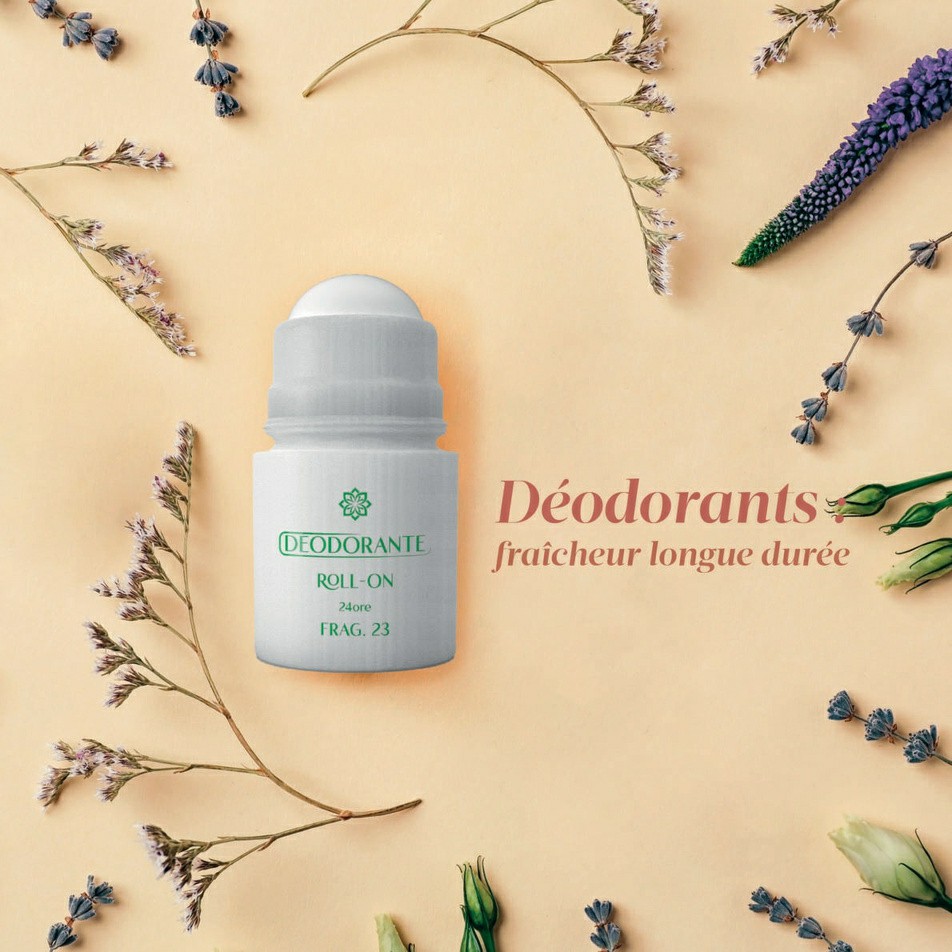 DEODORANTE
ROLL-ON
24ore
FRAG. 23
Déodorants :
fraîcheur longue durée